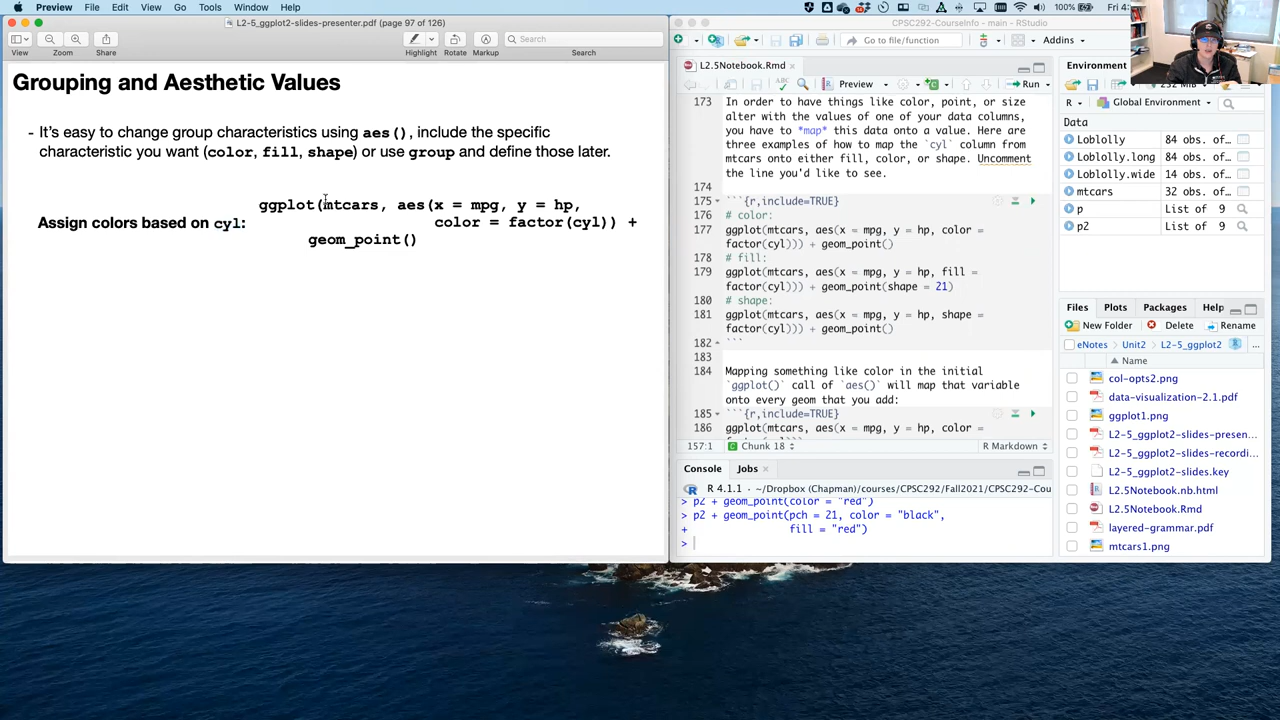 Preview File Edit View Go Tools Window Help
100% Fri 4:
L2-5_ggplot2-slides-presenter.pdf (page 97 of 126)
View Zoom Share Highlight Rotate Markup Search
Search
Grouping and Aesthetic Values
- It's easy to change group characteristics using aes(), include the specific
characteristic you want (color, fill, shape) or use group and define those later.
Assign colors based on cyl:
ggplot(mtcars, aes(x = mpg, y = hp,
color = factor(cyl)) +
geom_point()
CPSC292-CourseInfo - main - RStudio
Go to file/function Addins
L2.5Notebook.Rmd
Preview Run
173 In order to have things like color, point, or size
alter with the values of one of your data columns,
you have to *map* this data onto a value. Here are
three examples of how to map the `cyl` column from
mtcars onto either fill, color, or shape. Uncomment
the line you'd like to see.
174
175 ```{r,include=TRUE}
176 # color:
177 ggplot(mtcars, aes(x = mpg, y = hp, color =
factor(cyl))) + geom_point()
178 # fill:
179 ggplot(mtcars, aes(x = mpg, y = hp, fill =
factor(cyl))) + geom_point(shape = 21)
180 # shape:
181 ggplot(mtcars, aes(x = mpg, y = hp, shape =
factor(cyl))) + geom_point()
182 ```
183
184 Mapping something like color in the initial
`ggplot()` call of `aes()` will map that variable
onto every geom that you add:
185 ```{r,include=TRUE}
186 ggplot(mtcars, aes(x = mpg, y = hp, color =
157:1 Chunk 18 R Markdown
Console Jobs
R 4.1.1 · ~/Dropbox (Chapman)/courses/CPSC292/Fall2021/CPSC292-Cou
> p2 + geom_point(color = "red")
> p2 + geom_point(pch = 21, color = "black",
+ fill = "red")
>
Environment
232 MiB
R Global Environment
Data
Loblolly 84 obs. of…
Loblolly.long 84 obs. of…
Loblolly.wide 14 obs. of…
mtcars 32 obs. of…
p List of 9
p2 List of 9
Files Plots Packages Help
New Folder Delete Rename
eNotes Unit2 L2-5_ggplot2 ...
Name
col-opts2.png
data-visualization-2.1.pdf
ggplot1.png
L2-5_ggplot2-slides-presen…
L2-5_ggplot2-slides-recordi…
L2-5_ggplot2-slides.key
L2.5Notebook.nb.html
L2.5Notebook.Rmd
layered-grammar.pdf
mtcars1.png